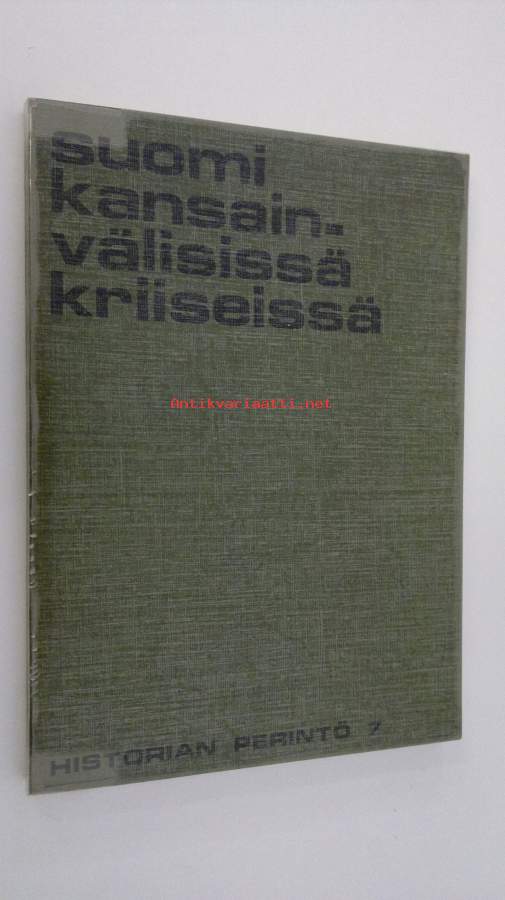 suomi
kansain-
välisissä
kriiseissä
Antikvariaatti.net
HISTORIAN PERINTÖ 7